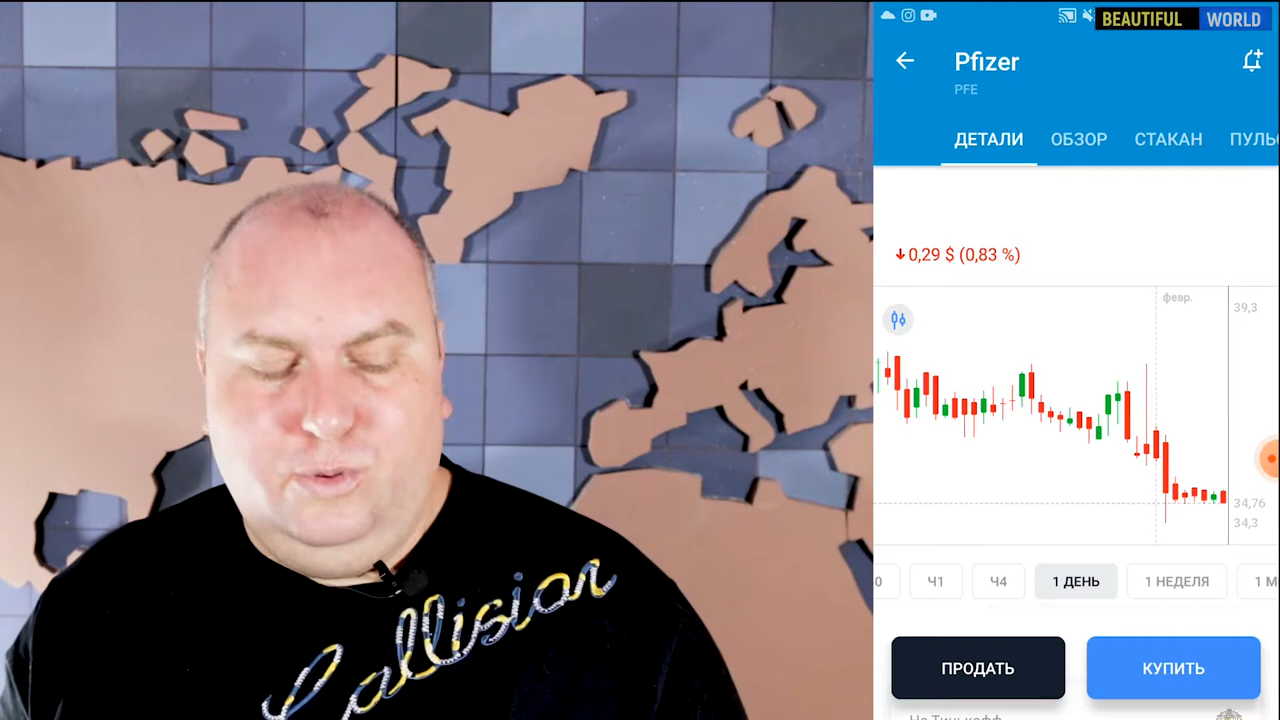 BEAUTIFUL WORLD
Pfizer
PFE
ДЕТАЛИ ОБЗОР СТАКАН
0,29 $ (0,83 %)
февр.
39,3
34,76
34,3
Ч1 Ч4 1 ДЕНЬ 1 НЕДЕЛЯ
ПРОДАТЬ КУПИТЬ
Collision